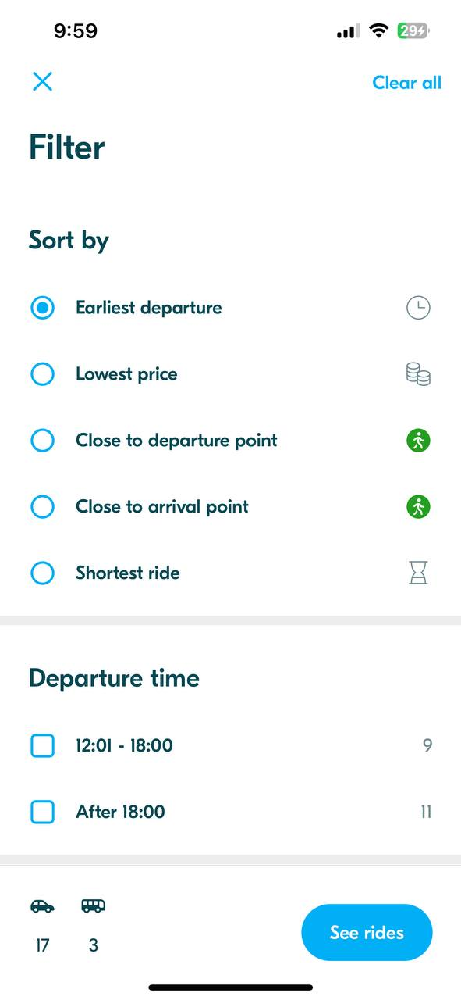 9:59
29
Clear all
Filter
Sort by
Earliest departure
Lowest price
Close to departure point
Close to arrival point
Shortest ride
Departure time
12:01 - 18:00 9
After 18:00 11
17 3
See rides